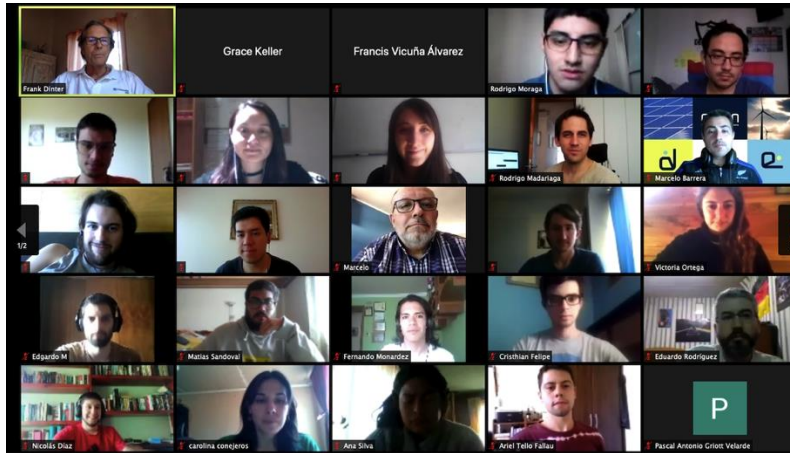 Grace Keller
Francis Vicuña Álvarez
Frank Dinter
Rodrigo Moraga
Rodrigo Madariaga
Marcelo Barrera
1/2
Marcelo
Victoria Ortega
Edgardo M
Matias Sandoval
Fernando Monardez
Cristhian Felipe
Eduardo Rodríguez
P
Nicolás Díaz
carolina conejeros
Ana Silva
Ariel Tello Fallau
Pascal Antonio Griott Velarde